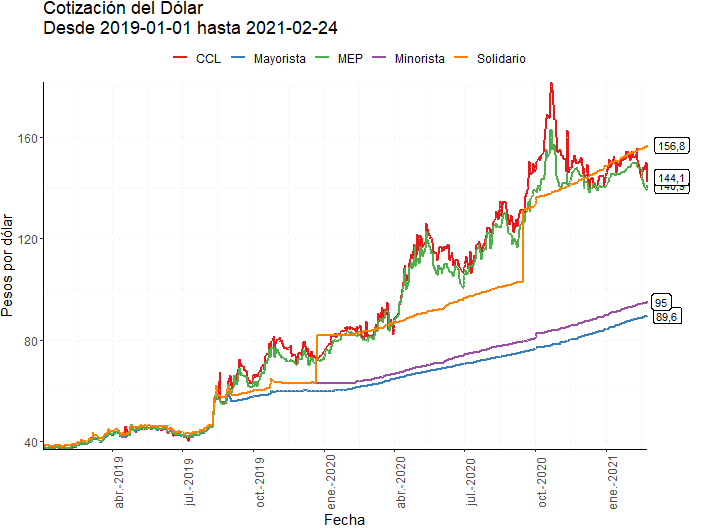 Cotización del Dólar
Desde 2019-01-01 hasta 2021-02-24
CCL Mayorista MEP Minorista Solidario
Pesos por dólar
160
120
80
40
156,8
144,1
140,9
95
89,6
abr.-2019
jul.-2019
oct.-2019
ene.-2020
abr.-2020
jul.-2020
oct.-2020
ene.-2021
Fecha